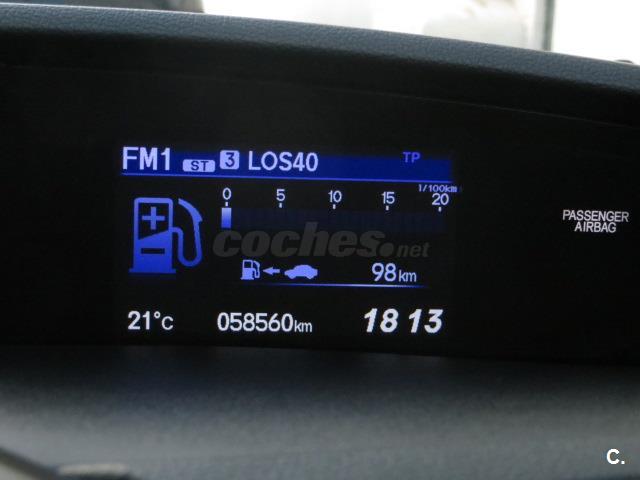 FM1 ST 3 LOS40 TP
l/100km
0 5 10 15 20
PASSENGER
AIRBAG
coches.net
98km
21°C 058560km 18 13
C.